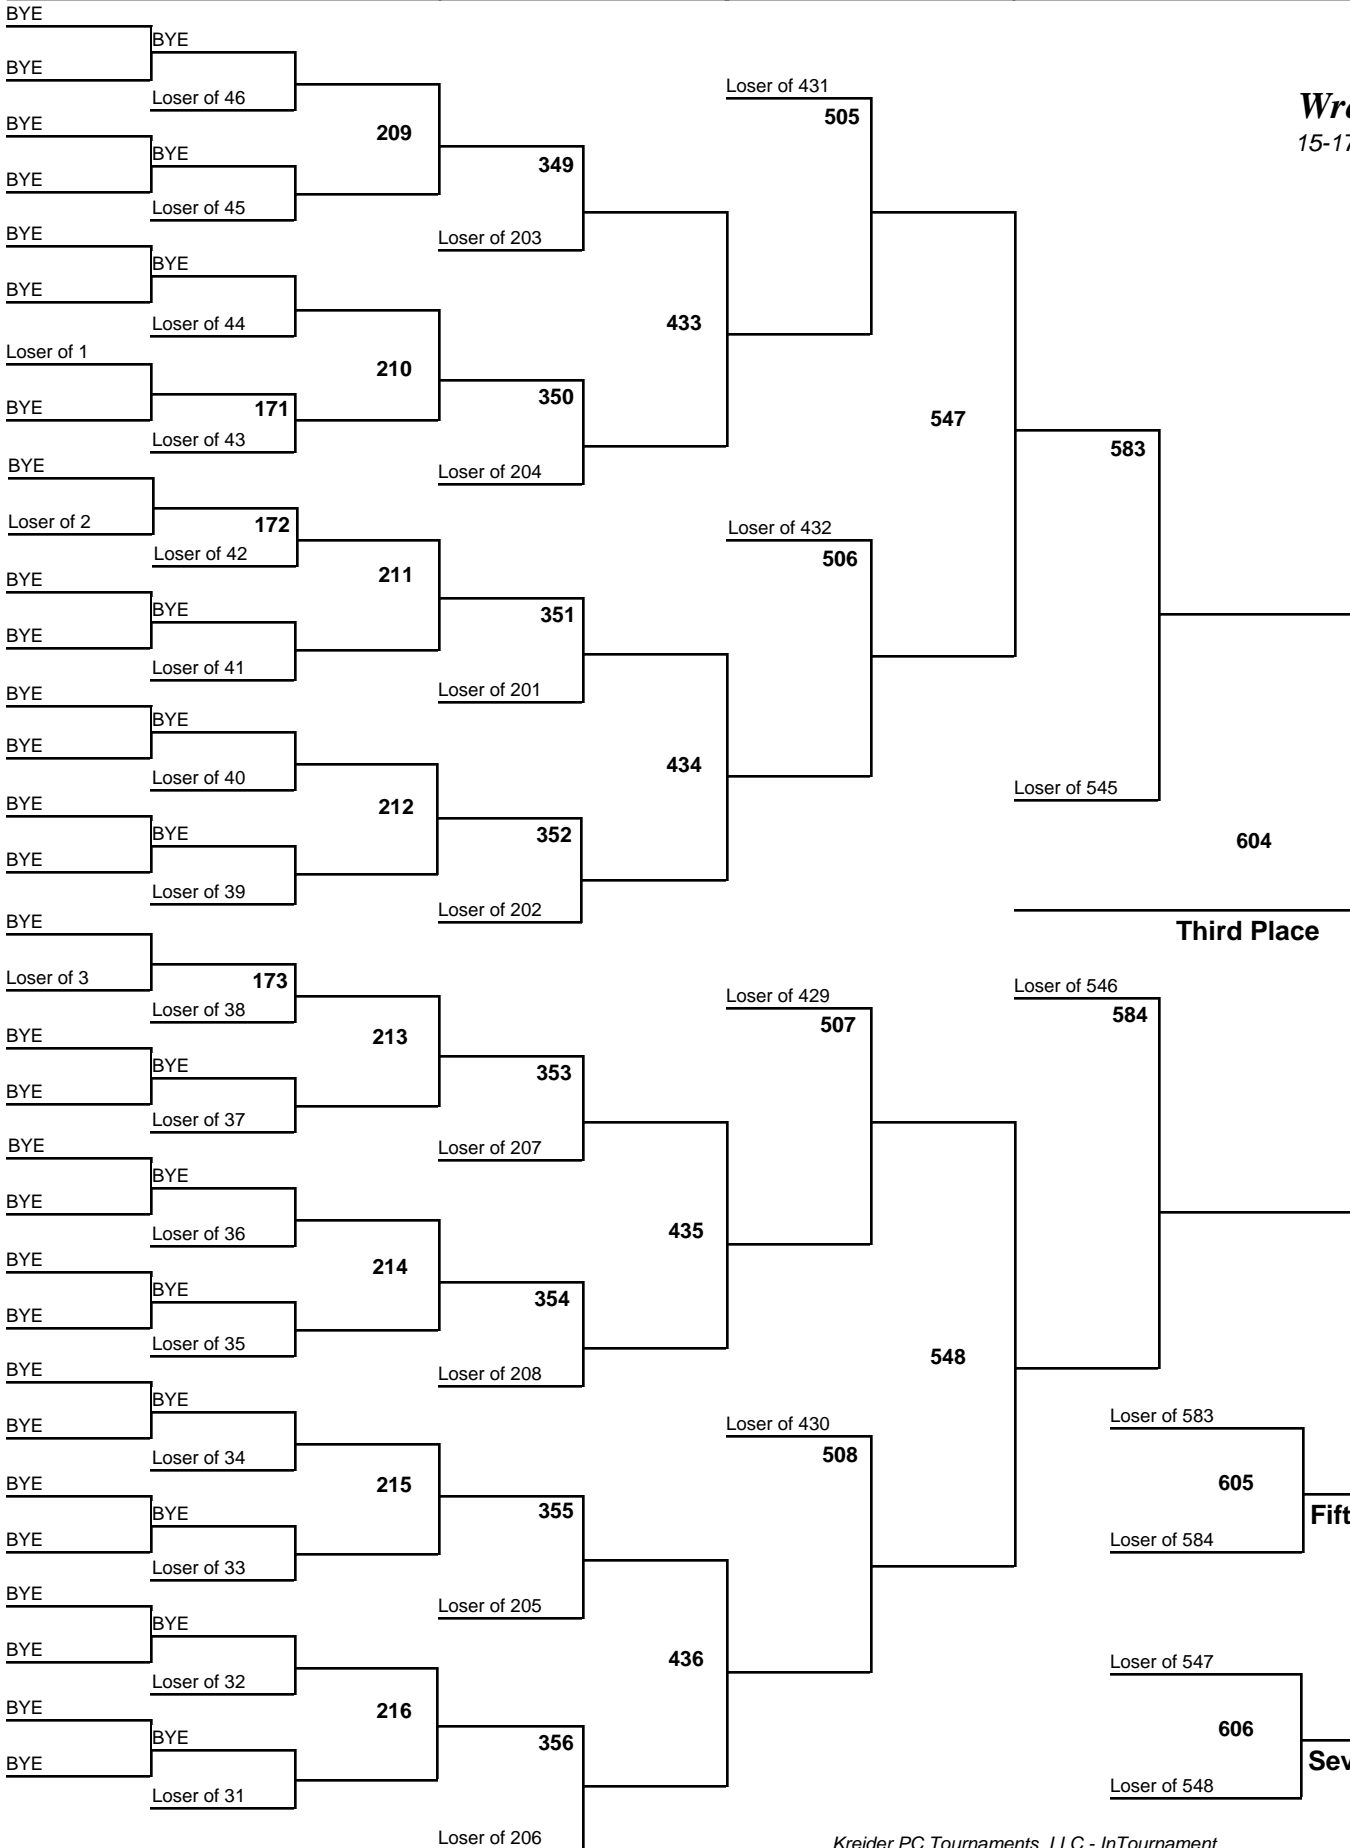 BYE
BYE
BYE
Loser of 431
Loser of 46
505
BYE
209
BYE
349
BYE
Loser of 45
BYE
Loser of 203
BYE
BYE
Loser of 44
433
Loser of 1
210
350
BYE
171
547
Loser of 43
583
BYE
Loser of 204
Loser of 2
172
Loser of 432
Loser of 42
506
BYE
211
BYE
351
BYE
Loser of 41
Loser of 201
BYE
BYE
BYE
434
Loser of 40
Loser of 545
BYE
212
BYE
352
604
BYE
Loser of 39
Loser of 202
BYE
Third Place
Loser of 3
173
Loser of 546
Loser of 38
Loser of 429
584
BYE
213
507
BYE
353
BYE
Loser of 37
BYE
Loser of 207
BYE
BYE
Loser of 36
435
BYE
214
BYE
354
BYE
Loser of 35
548
BYE
Loser of 208
BYE
Loser of 583
BYE
Loser of 430
Loser of 34
508
BYE
215
605
BYE
355
BYE
Loser of 584
Loser of 33
BYE
Loser of 205
BYE
BYE
436
Loser of 547
Loser of 32
BYE
216
606
BYE
356
BYE
Loser of 548
Loser of 31
Loser of 206
Kreider PC Tournaments, LLC - InTournament
15-17